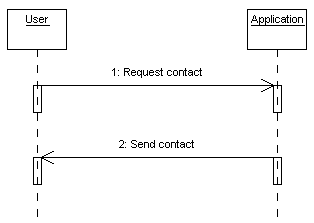 User
Application
1: Request contact
2: Send contact